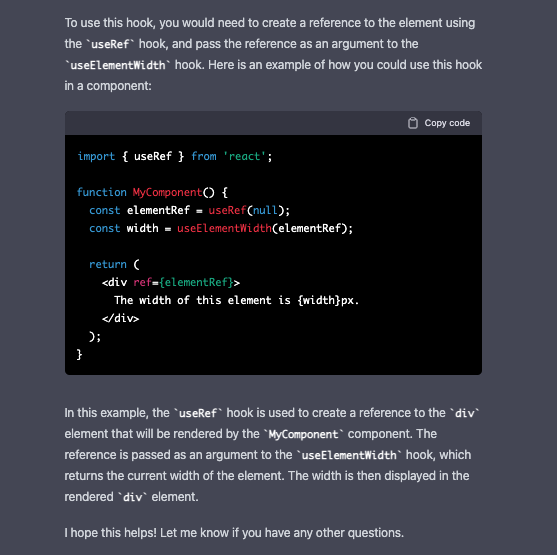 To use this hook, you would need to create a reference to the element using
the `useRef` hook, and pass the reference as an argument to the
`useElementWidth` hook. Here is an example of how you could use this hook
in a component:
Copy code
import { useRef } from 'react';
function MyComponent() {
  const elementRef = useRef(null);
  const width = useElementWidth(elementRef);
  return (
    <div ref={elementRef}>
      The width of this element is {width}px.
    </div>
  );
}
In this example, the `useRef` hook is used to create a reference to the `div`
element that will be rendered by the `MyComponent` component. The
reference is passed as an argument to the `useElementWidth` hook, which
returns the current width of the element. The width is then displayed in the
rendered `div` element.
I hope this helps! Let me know if you have any other questions.